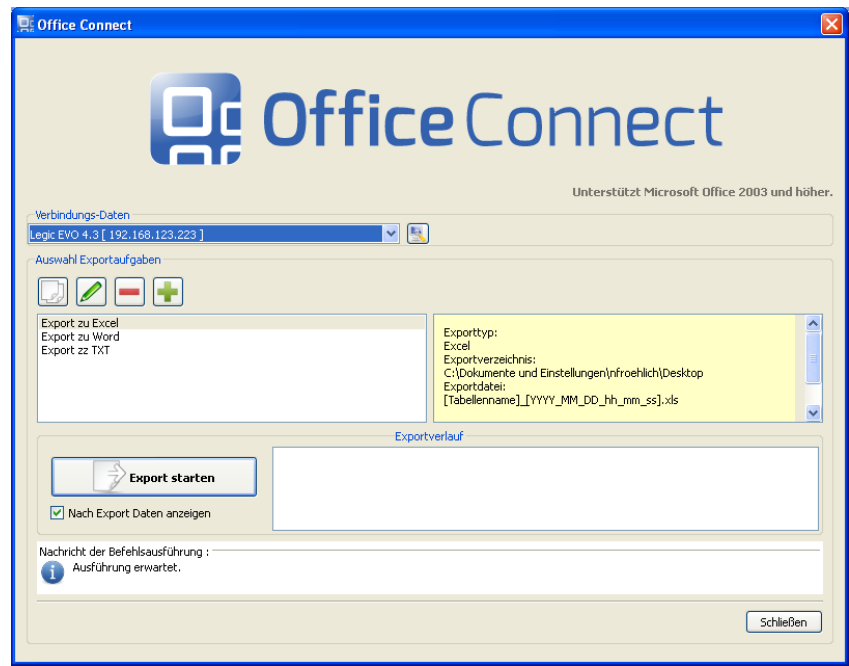 Office Connect
Office Connect
Unterstützt Microsoft Office 2003 und höher.
Verbindungs-Daten
Legic EVO 4.3 [ 192.168.123.223 ]
Auswahl Exportaufgaben
Export zu Excel
Export zu Word
Export zz TXT
Exporttyp:
Excel
Exportverzeichnis:
C:\Dokumente und Einstellungen\nfroehlich\Desktop
Exportdatei:
[Tabellenname]_[YYYY_MM_DD_hh_mm_ss].xls
Exportverlauf
Export starten
Nach Export Daten anzeigen
Nachricht der Befehlsausführung :
Ausführung erwartet.
Schließen